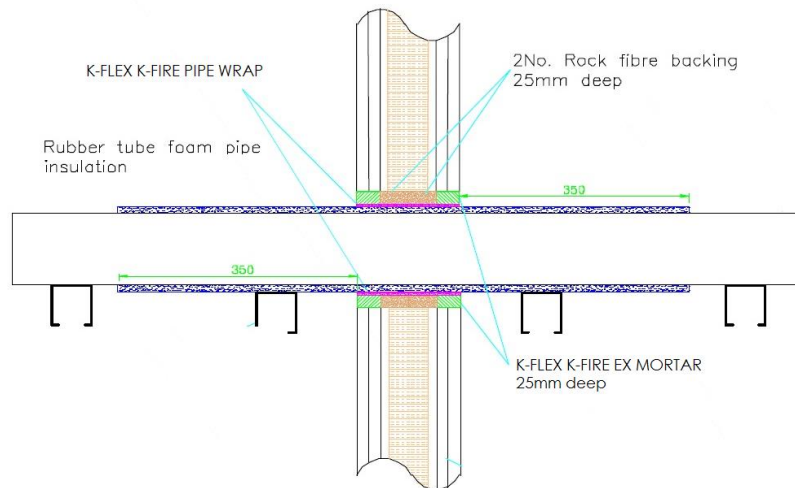 K-FLEX K-FIRE PIPE WRAP
2No. Rock fibre backing
25mm deep
Rubber tube foam pipe
insulation
350
350
K-FLEX K-FIRE EX MORTAR
25mm deep